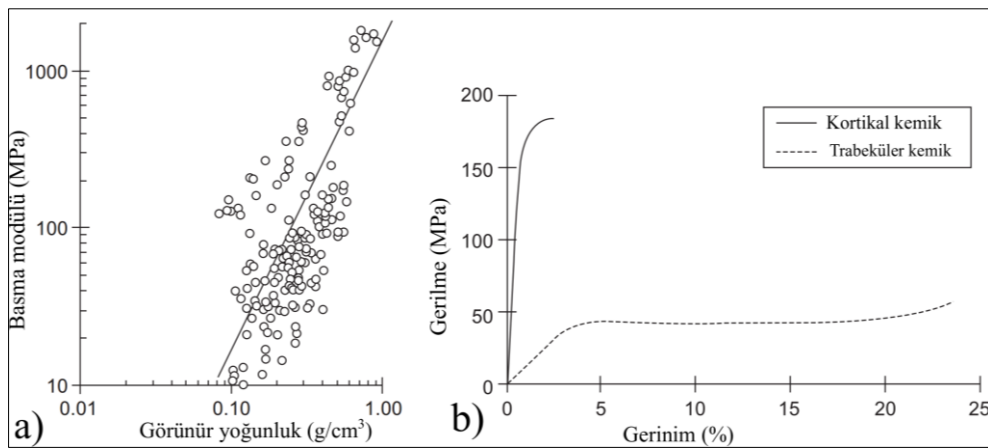 1000
100
10
0.01
0.10
1.00
Basma modülü (MPa)
Görünür yoğunluk (g/cm³)
a)
200
150
100
50
0
0
5
10
15
20
25
Gerilme (MPa)
Gerinim (%)
Kortikal kemik
Trabeküler kemik
b)